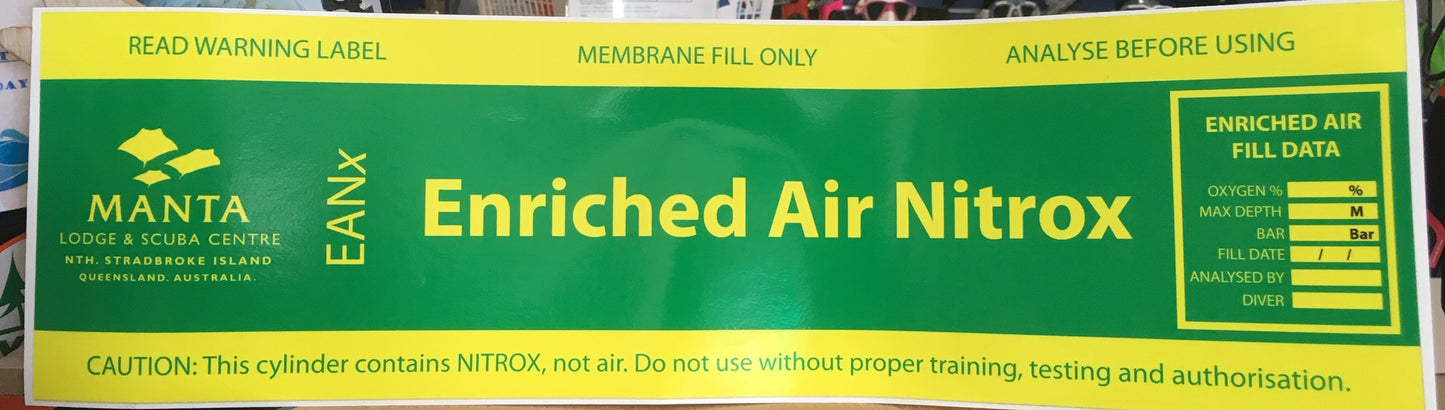 READ WARNING LABEL
MEMBRANE FILL ONLY
ANALYSE BEFORE USING
MANTA
LODGE & SCUBA CENTRE
NTH. STRADBROKE ISLAND
QUEENSLAND. AUSTRALIA.
EANx
Enriched Air Nitrox
ENRICHED AIR
FILL DATA
OXYGEN % %
MAX DEPTH M
BAR Bar
FILL DATE / /
ANALYSED BY
DIVER
CAUTION: This cylinder contains NITROX, not air. Do not use without proper training, testing and authorisation.